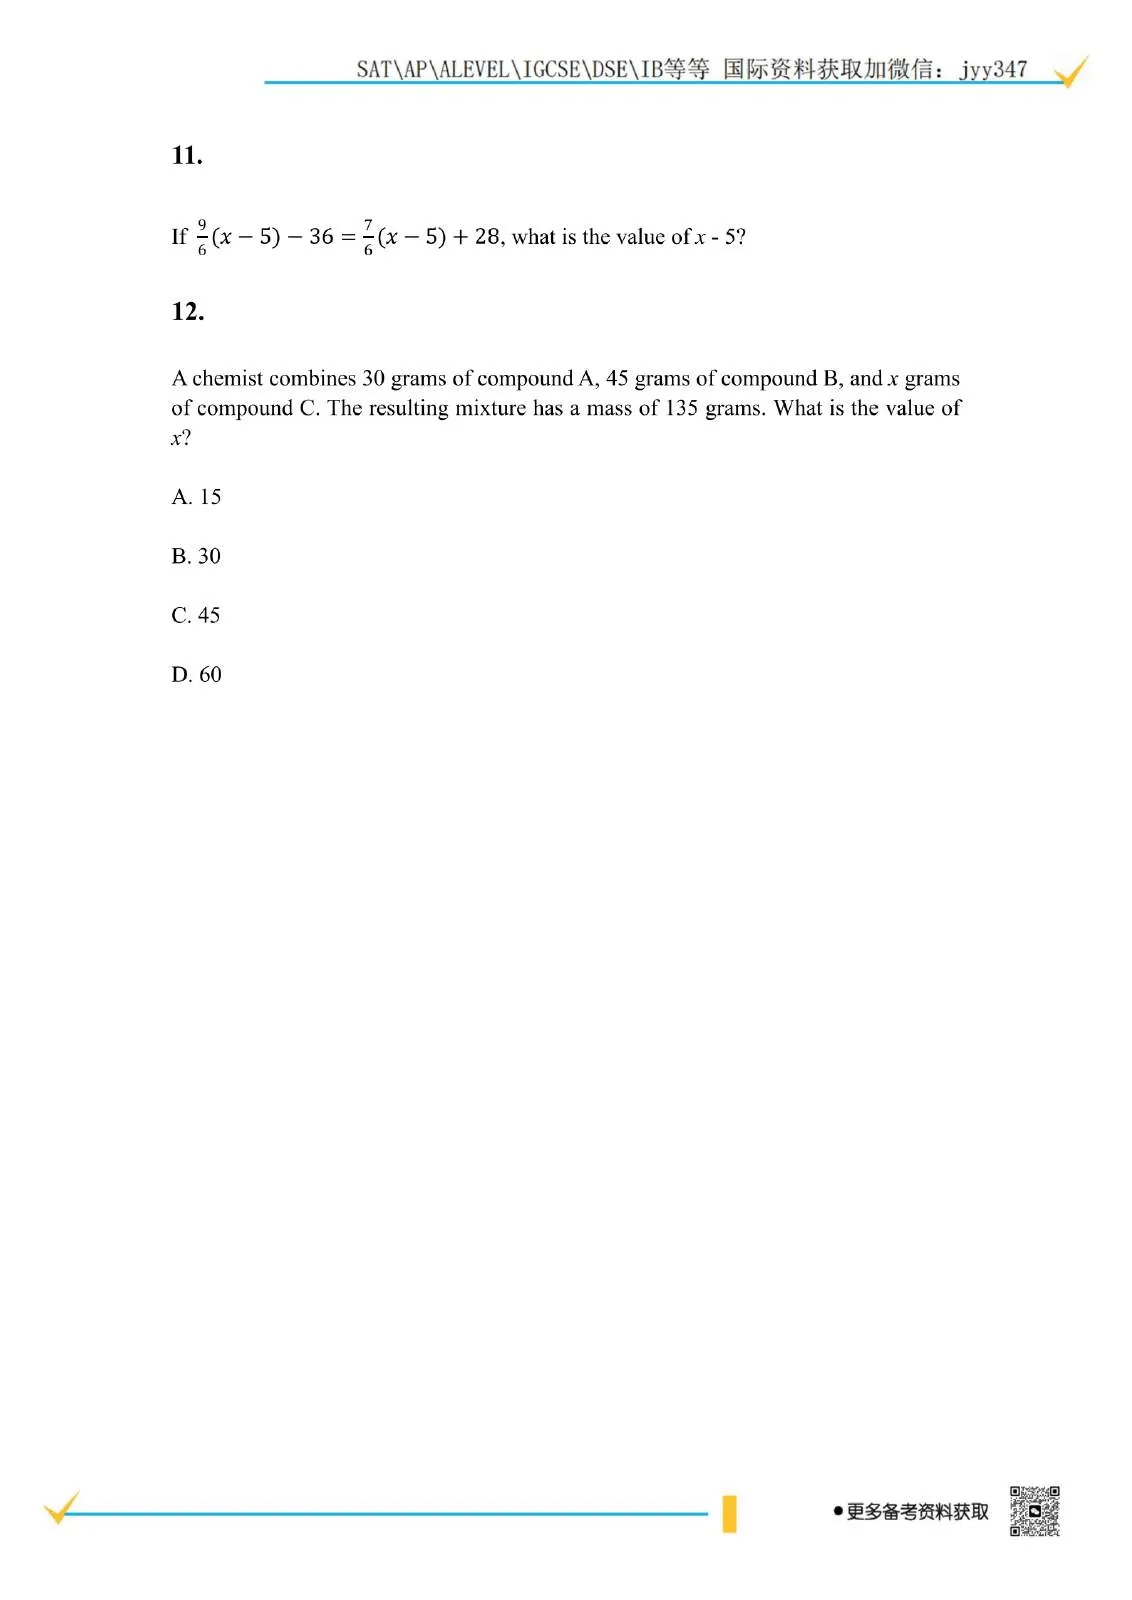 SAT\AP\ALEVEL\IGCSE\DSE\IB等等 国际资料获取加微信：jyy347
11.
If 9/6(x − 5) − 36 = 7/6(x − 5) + 28, what is the value of x - 5?
12.
A chemist combines 30 grams of compound A, 45 grams of compound B, and x grams
of compound C. The resulting mixture has a mass of 135 grams. What is the value of
x?
A. 15
B. 30
C. 45
D. 60
●更多备考资料获取